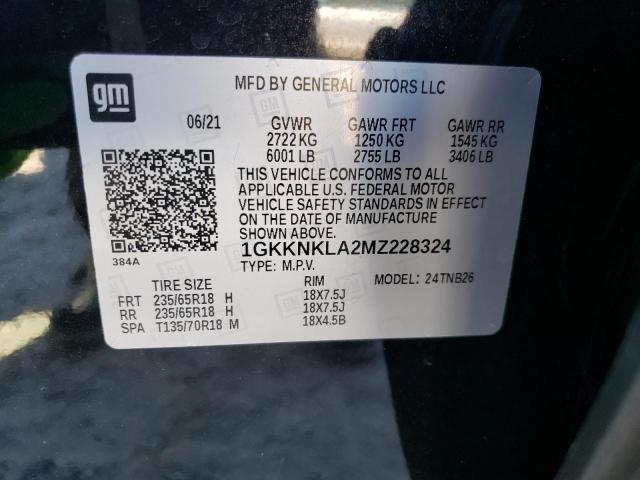 gm
MFD BY GENERAL MOTORS LLC
06/21 GVWR GAWR FRT GAWR RR
2722 KG 1250 KG 1545 KG
6001 LB 2755 LB 3406 LB
THIS VEHICLE CONFORMS TO ALL
APPLICABLE U.S. FEDERAL MOTOR
VEHICLE SAFETY STANDARDS IN EFFECT
ON THE DATE OF MANUFACTURE
SHOWN ABOVE.
384A
1GKKNKLA2MZ228324
TYPE: M.P.V. MODEL: 24TNB26
TIRE SIZE RIM
FRT 235/65R18 H 18X7.5J
RR 235/65R18 H 18X7.5J
SPA T135/70R18 M 18X4.5B